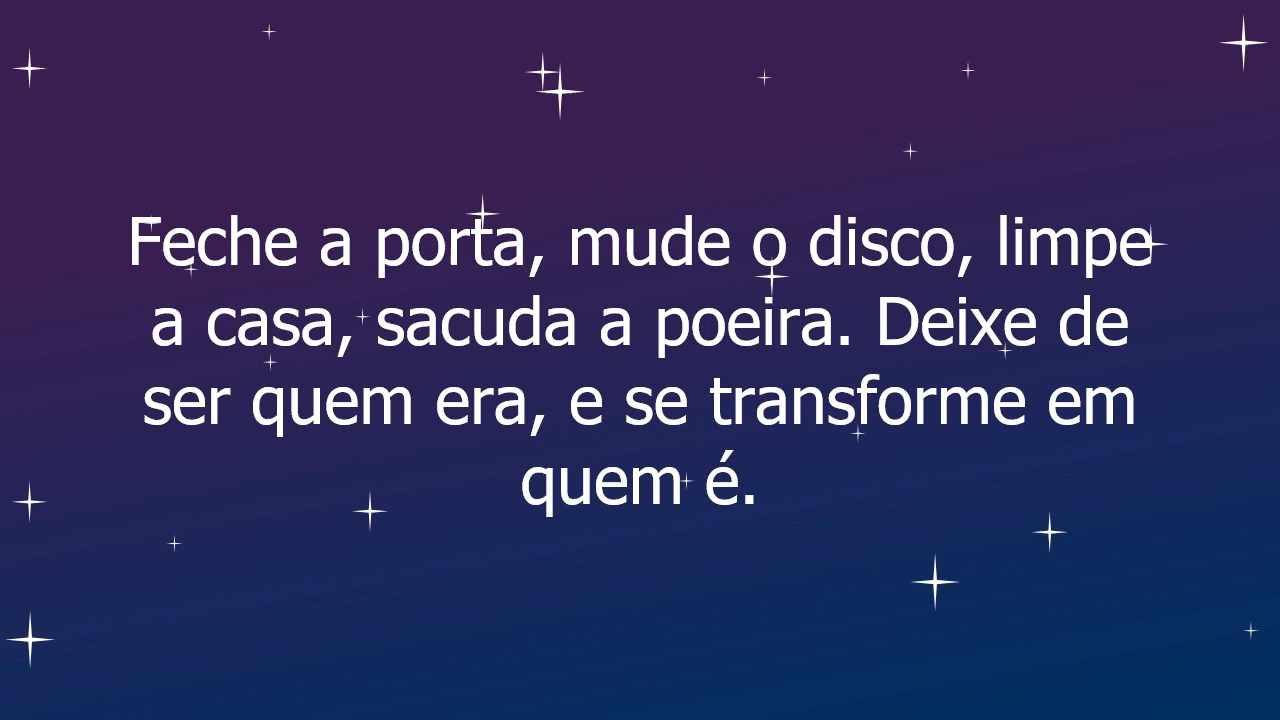 Feche a porta, mude o disco, limpe
a casa, sacuda a poeira. Deixe de
ser quem era, e se transforme em
quem é.